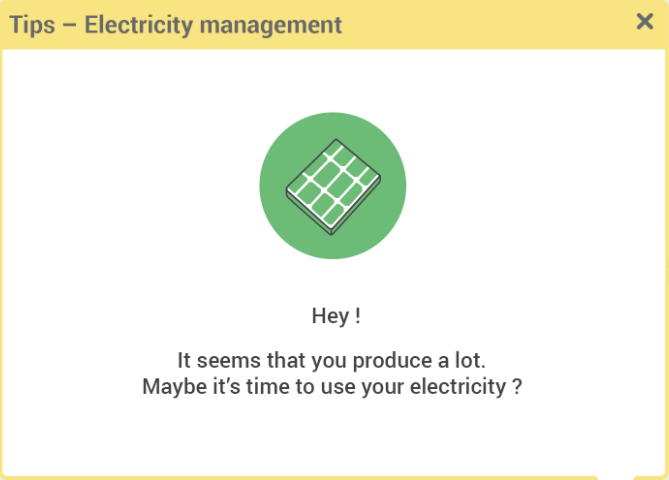 Tips – Electricity management
Hey !
It seems that you produce a lot.
Maybe it’s time to use your electricity ?